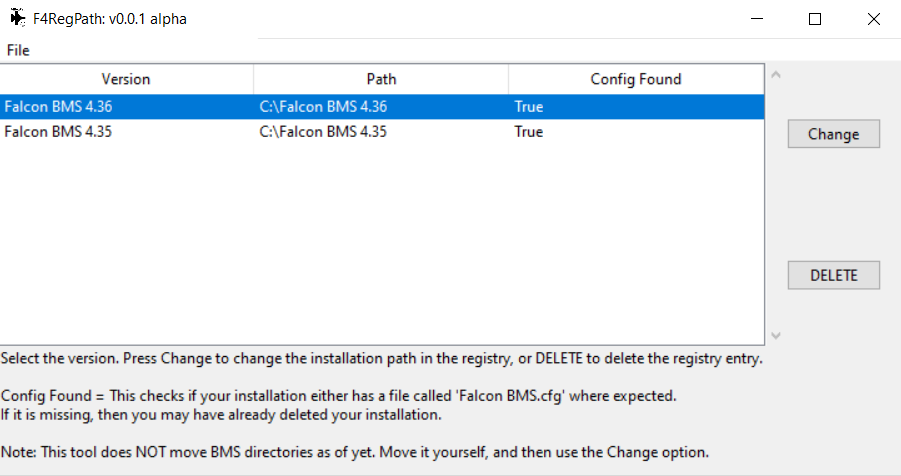 F4RegPath: v0.0.1 alpha
File
Version Path Config Found
Falcon BMS 4.36 C:\Falcon BMS 4.36 True
Falcon BMS 4.35 C:\Falcon BMS 4.35 True
Change
DELETE
Select the version. Press Change to change the installation path in the registry, or DELETE to delete the registry entry.
Config Found = This checks if your installation either has a file called 'Falcon BMS.cfg' where expected.
If it is missing, then you may have already deleted your installation.
Note: This tool does NOT move BMS directories as of yet. Move it yourself, and then use the Change option.